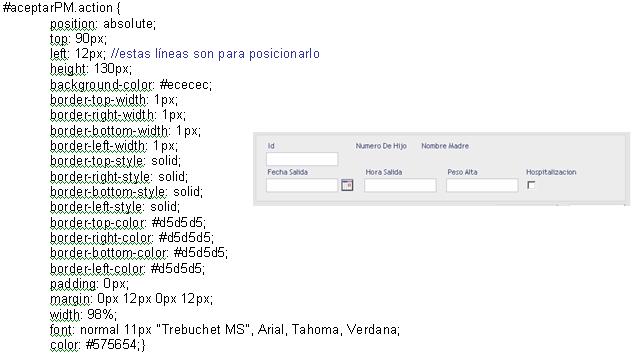 #aceptarPM.action {
position: absolute;
top: 90px;
left: 12px; //estas líneas son para posicionarlo
height: 130px;
background-color: #ececec;
border-top-width: 1px;
border-right-width: 1px;
border-bottom-width: 1px;
border-left-width: 1px;
border-top-style: solid;
border-right-style: solid;
border-bottom-style: solid;
border-left-style: solid;
border-top-color: #d5d5d5;
border-right-color: #d5d5d5;
border-bottom-color: #d5d5d5;
border-left-color: #d5d5d5;
padding: 0px;
margin: 0px 12px 0px 12px;
width: 98%;
font: normal 11px "Trebuchet MS", Arial, Tahoma, Verdana;
color: #575654;}
Id Numero De Hijo Nombre Madre
Fecha Salida Hora Salida Peso Alta Hospitalizacion